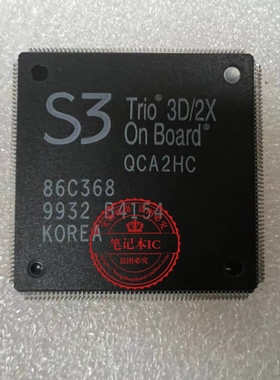 S3 Trio® 3D/2X
On Board®
QCA2HC
86C368
9932 B4154
KOREA
笔记本IC